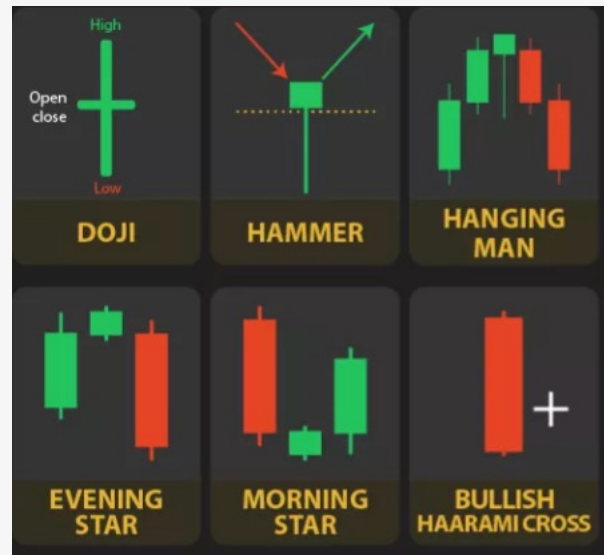 High
Open
close
Low
DOJI
HAMMER
HANGING
MAN
EVENING
STAR
MORNING
STAR
BULLISH
HAARAMI CROSS